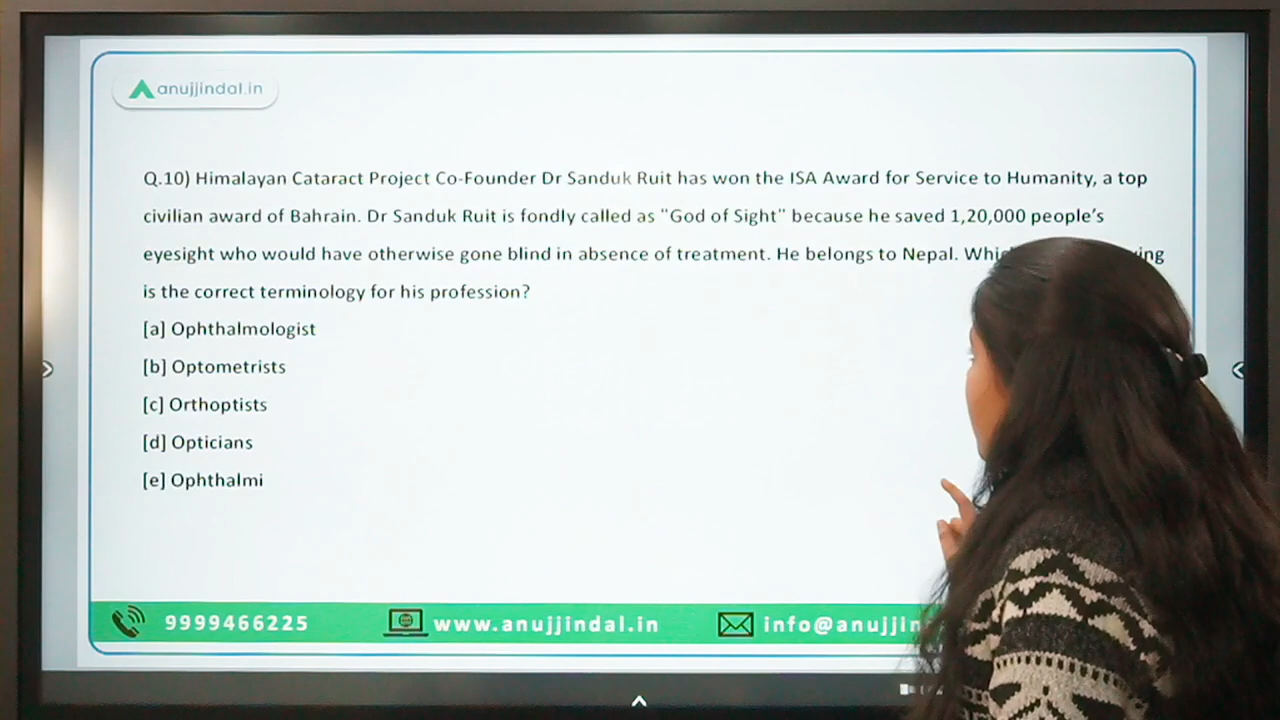 anujjindal.in
Q.10) Himalayan Cataract Project Co-Founder Dr Sanduk Ruit has won the ISA Award for Service to Humanity, a top
civilian award of Bahrain. Dr Sanduk Ruit is fondly called as "God of Sight" because he saved 1,20,000 people's
eyesight who would have otherwise gone blind in absence of treatment. He belongs to Nepal.
is the correct terminology for his profession?
[a] Ophthalmologist
[b] Optometrists
[c] Orthoptists
[d] Opticians
[e] Ophthalmi
9999466225 www.anujjindal.in